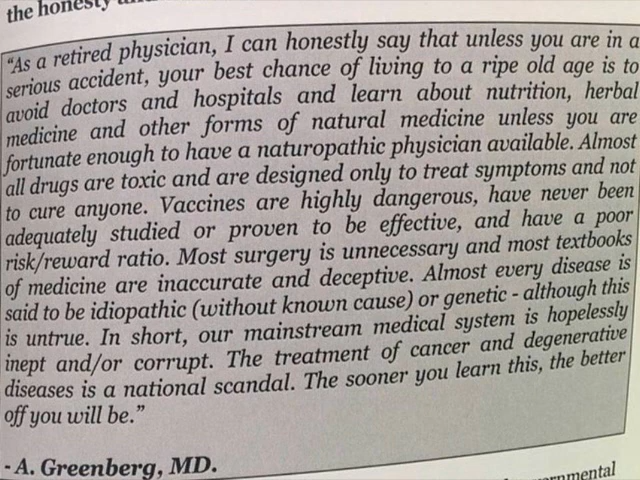 the honesty
"As a retired physician, I can honestly say that unless you are in a
serious accident, your best chance of living to a ripe old age is to
avoid doctors and hospitals and learn about nutrition, herbal
medicine and other forms of natural medicine unless you are
fortunate enough to have a naturopathic physician available. Almost
all drugs are toxic and are designed only to treat symptoms and not
to cure anyone. Vaccines are highly dangerous, have never been
adequately studied or proven to be effective, and have a poor
risk/reward ratio. Most surgery is unnecessary and most textbooks
of medicine are inaccurate and deceptive. Almost every disease is
said to be idiopathic (without known cause) or genetic - although this
is untrue. In short, our mainstream medical system is hopelessly
inept and/or corrupt. The treatment of cancer and degenerative
diseases is a national scandal. The sooner you learn this, the better
off you will be."
- A. Greenberg, MD.